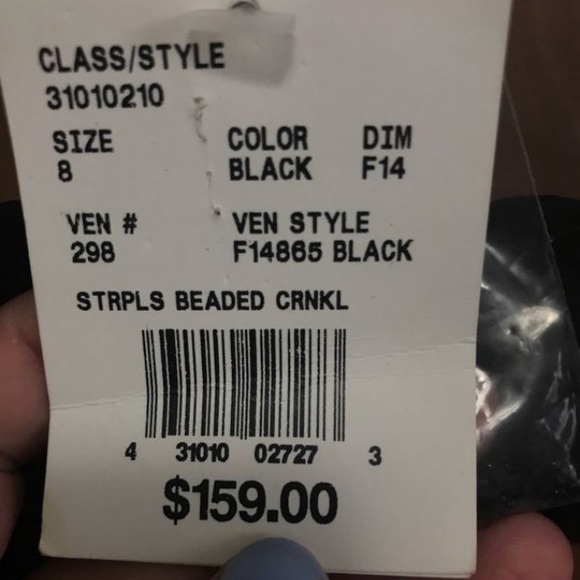 CLASS/STYLE
31010210
SIZE COLOR DIM
8 BLACK F14
VEN # VEN STYLE
298 F14865 BLACK
STRPLS BEADED CRNKL
4 31010 02727 3
$159.00